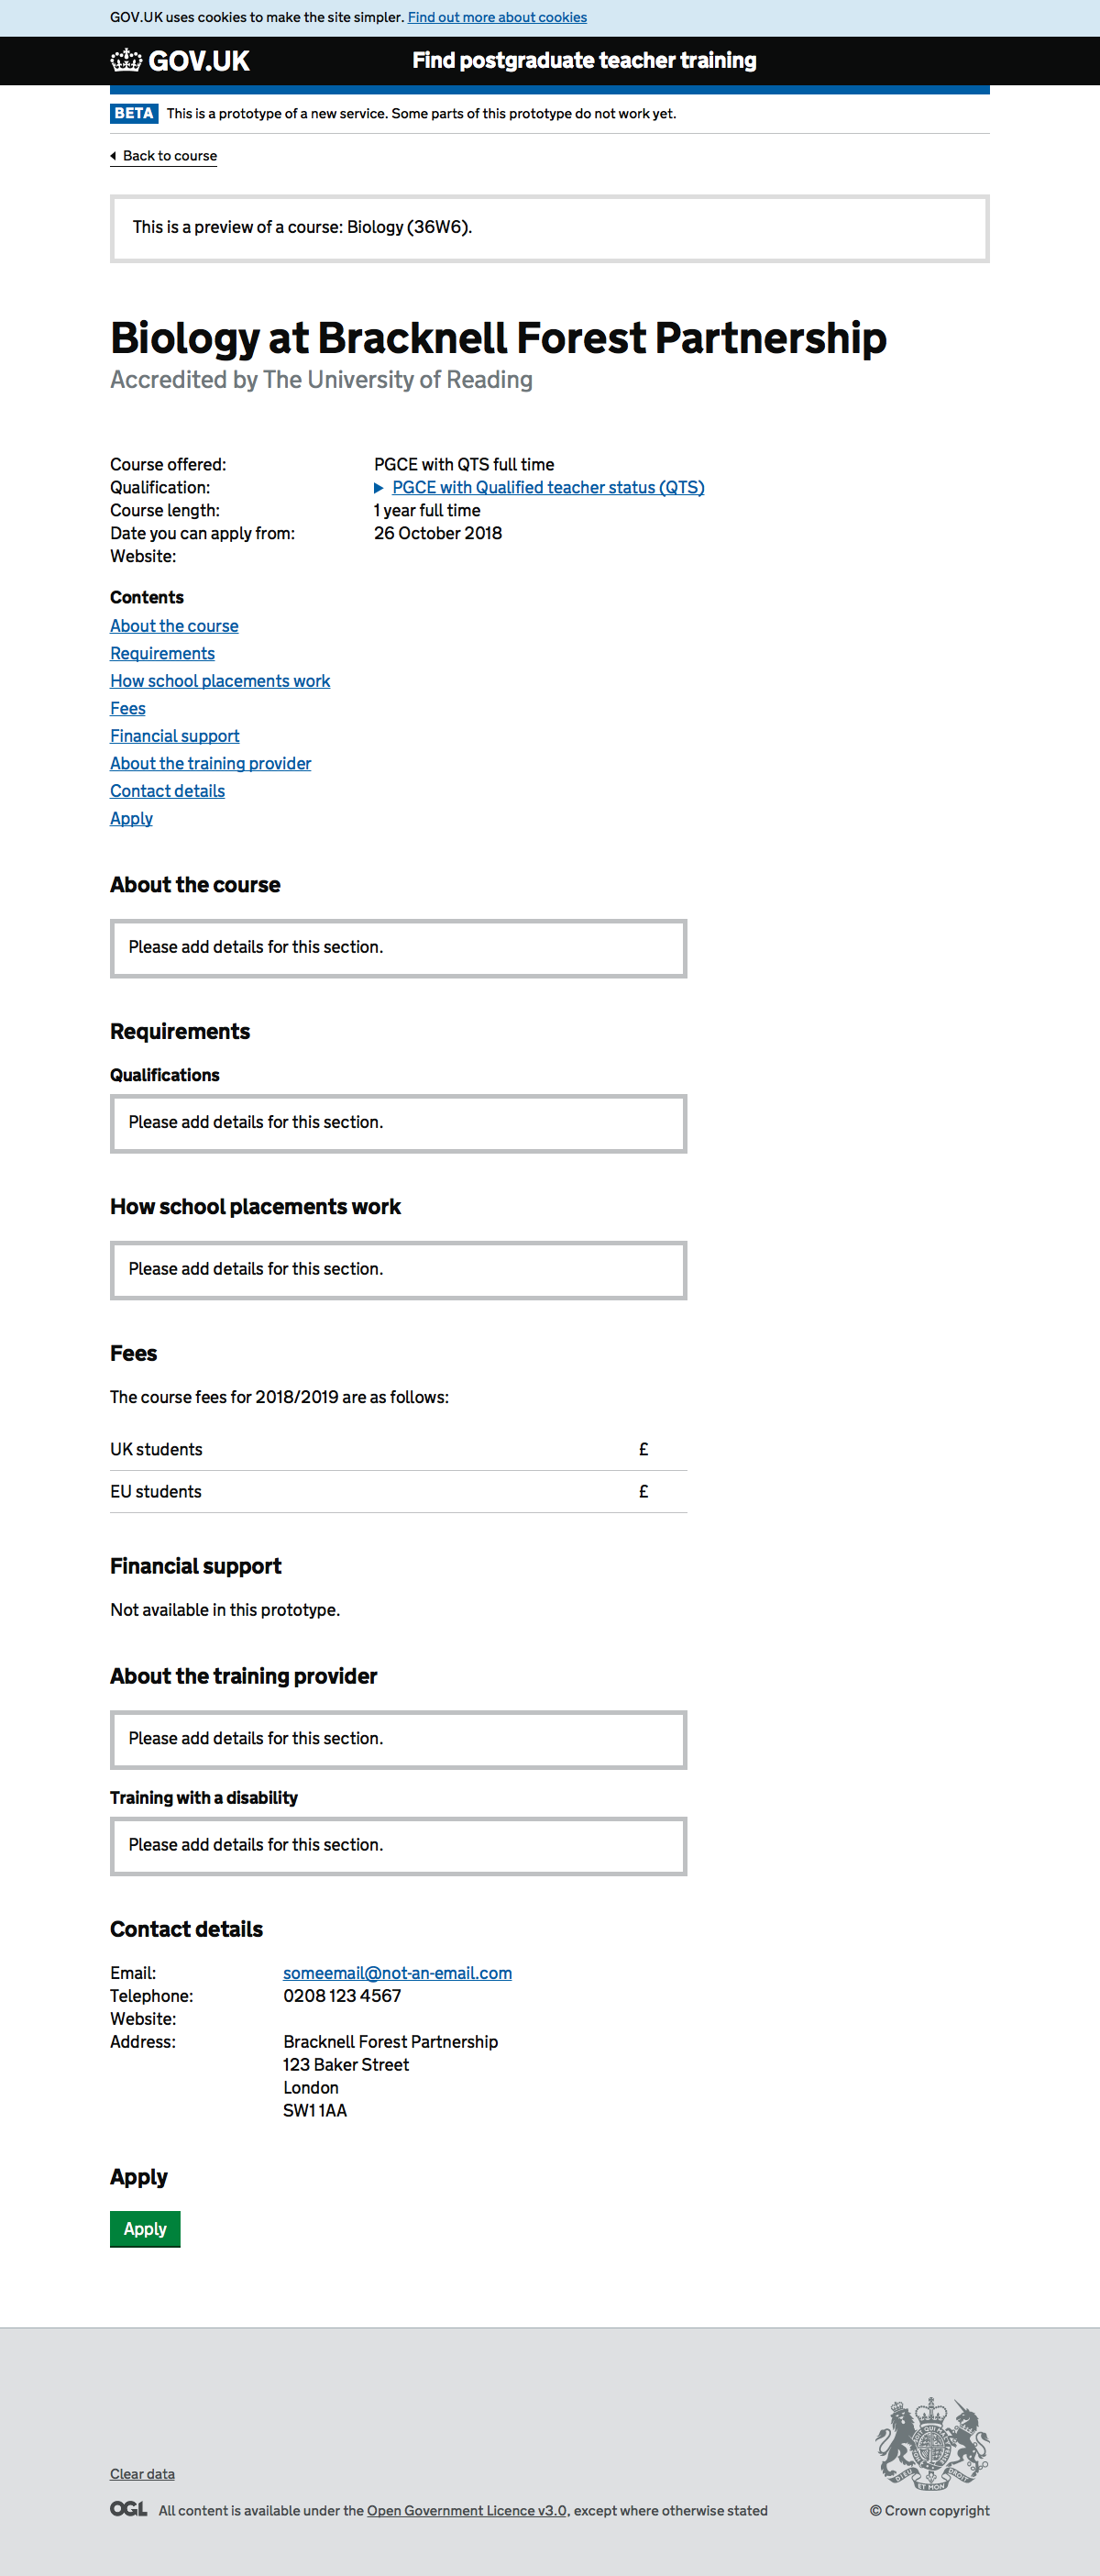 GOV.UK uses cookies to make the site simpler. Find out more about cookies
GOV.UK Find postgraduate teacher training
BETA This is a prototype of a new service. Some parts of this prototype do not work yet.
Back to course
This is a preview of a course: Biology (36W6).
Biology at Bracknell Forest Partnership
Accredited by The University of Reading
Course offered: PGCE with QTS full time
Qualification: PGCE with Qualified teacher status (QTS)
Course length: 1 year full time
Date you can apply from: 26 October 2018
Website:
Contents
About the course
Requirements
How school placements work
Fees
Financial support
About the training provider
Contact details
Apply
About the course
Please add details for this section.
Requirements
Qualifications
Please add details for this section.
How school placements work
Please add details for this section.
Fees
The course fees for 2018/2019 are as follows:
UK students £
EU students £
Financial support
Not available in this prototype.
About the training provider
Please add details for this section.
Training with a disability
Please add details for this section.
Contact details
Email: someemail@not-an-email.com
Telephone: 0208 123 4567
Website:
Address: Bracknell Forest Partnership
123 Baker Street
London
SW1 1AA
Apply
Apply
Clear data
OGL All content is available under the Open Government Licence v3.0, except where otherwise stated
© Crown copyright